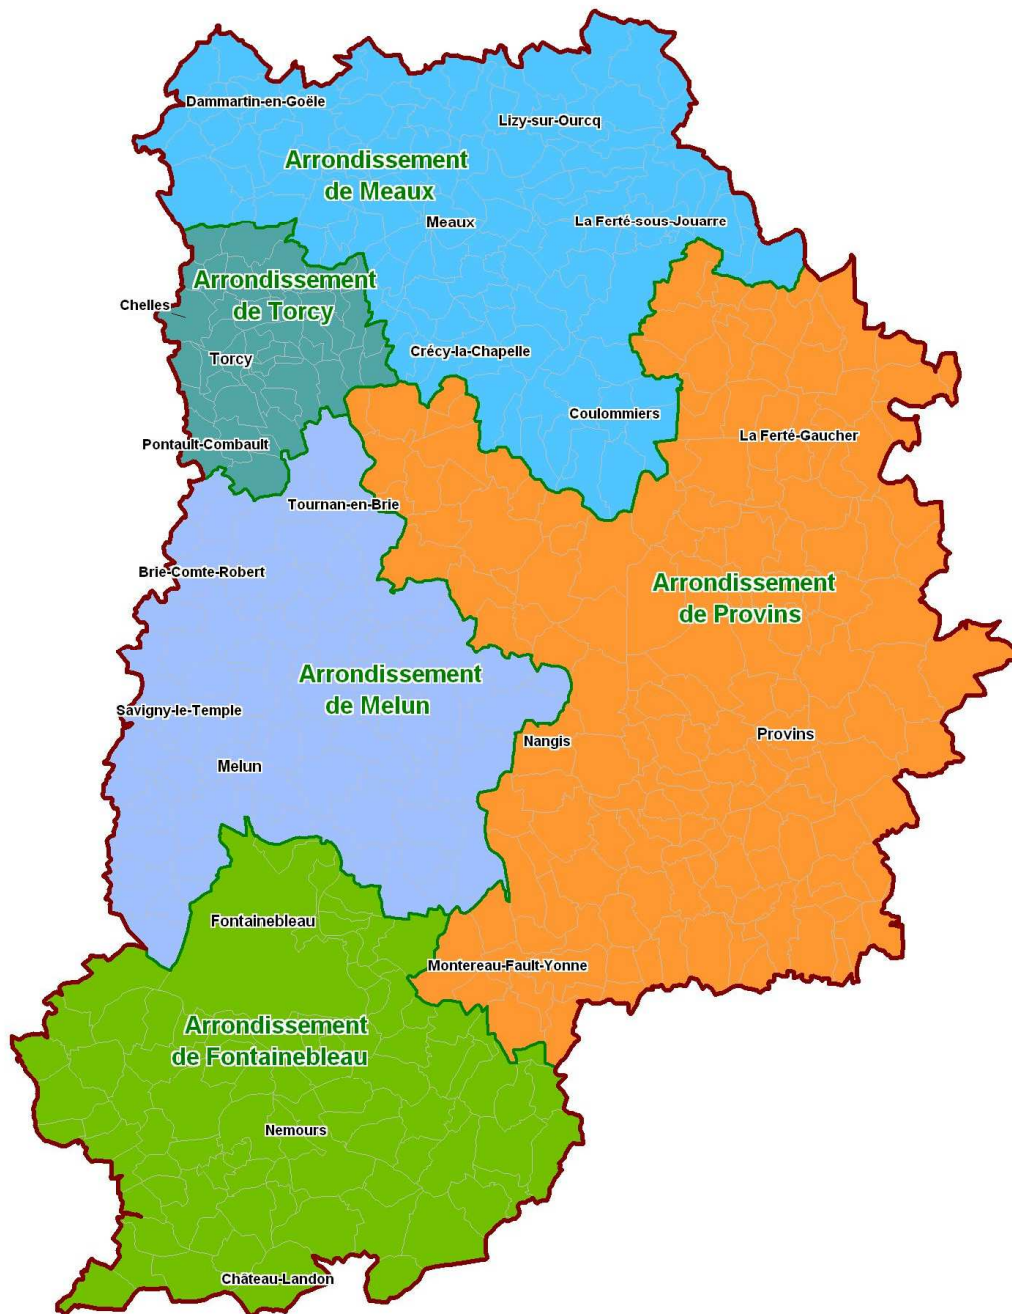 Dammartin-en-Goële
Lizy-sur-Ourcq
Arrondissement
de Meaux
Meaux
La Ferté-sous-Jouarre
Arrondissement
de Torcy
Chelles
Torcy
Crécy-la-Chapelle
Coulommiers
La Ferté-Gaucher
Pontault-Combault
Tournan-en-Brie
Brie-Comte-Robert
Arrondissement
de Provins
Arrondissement
de Melun
Savigny-le-Temple
Nangis
Provins
Melun
Fontainebleau
Montereau-Fault-Yonne
Arrondissement
de Fontainebleau
Nemours
Château-Landon